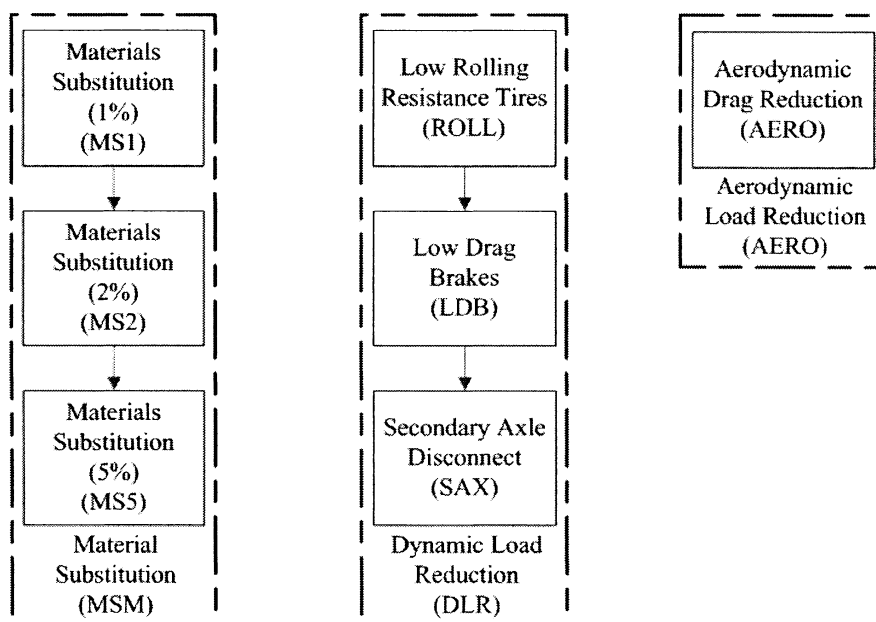 Materials
Substitution
(1%)
(MS1)
Materials
Substitution
(2%)
(MS2)
Materials
Substitution
(5%)
(MS5)
Material
Substitution
(MSM)
Low Rolling
Resistance Tires
(ROLL)
Low Drag
Brakes
(LDB)
Secondary Axle
Disconnect
(SAX)
Dynamic Load
Reduction
(DLR)
Aerodynamic
Drag Reduction
(AERO)
Aerodynamic
Load Reduction
(AERO)